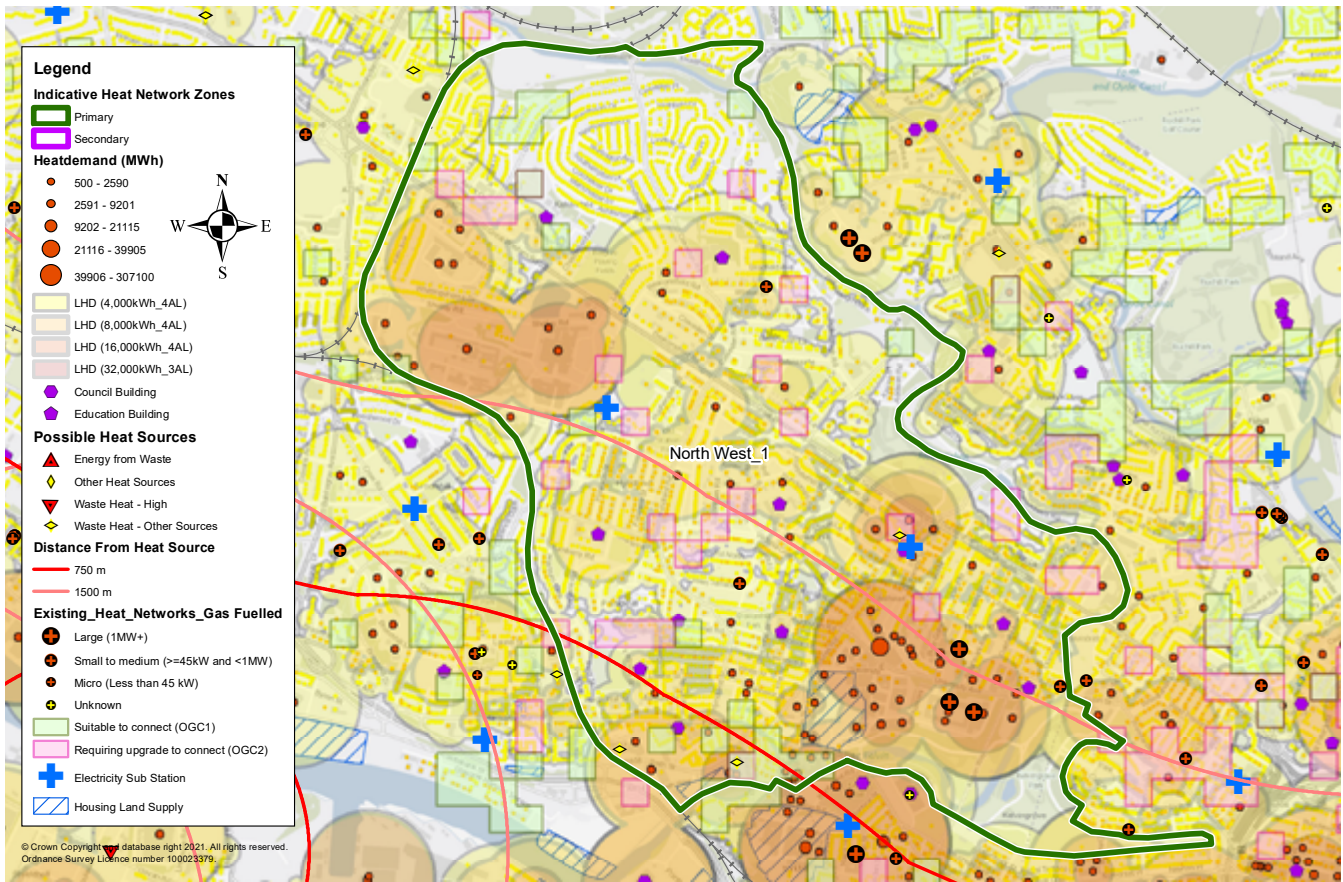 Legend
Indicative Heat Network Zones
Primary
Secondary
Heatdemand (MWh)
500 - 2590
2591 - 9201
9202 - 21115
21116 - 39905
39906 - 307100
N
W
E
S
LHD (4,000kWh_4AL)
LHD (8,000kWh_4AL)
LHD (16,000kWh_4AL)
LHD (32,000kWh_3AL)
Council Building
Education Building
Possible Heat Sources
Energy from Waste
Other Heat Sources
Waste Heat - High
Waste Heat - Other Sources
Distance From Heat Source
750 m
1500 m
Existing_Heat_Networks_Gas Fuelled
Large (1MW+)
Small to medium (>=45kW and <1MW)
Micro (Less than 45 kW)
Unknown
Suitable to connect (OGC1)
Requiring upgrade to connect (OGC2)
Electricity Sub Station
Housing Land Supply
© Crown Copyright and database right 2021. All rights reserved.
Ordnance Survey Licence number 100023379.
North West_1
and Clyde Canal